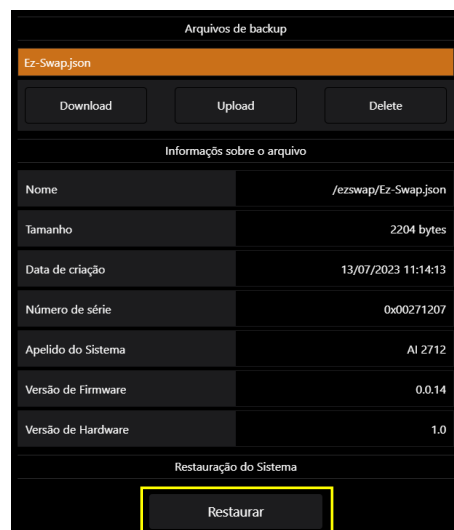 Arquivos de backup
Ez-Swap.json
Download Upload Delete
Informaçõs sobre o arquivo
Nome /ezswap/Ez-Swap.json
Tamanho 2204 bytes
Data de criação 13/07/2023 11:14:13
Número de série 0x00271207
Apelido do Sistema AI 2712
Versão de Firmware 0.0.14
Versão de Hardware 1.0
Restauração do Sistema
Restaurar